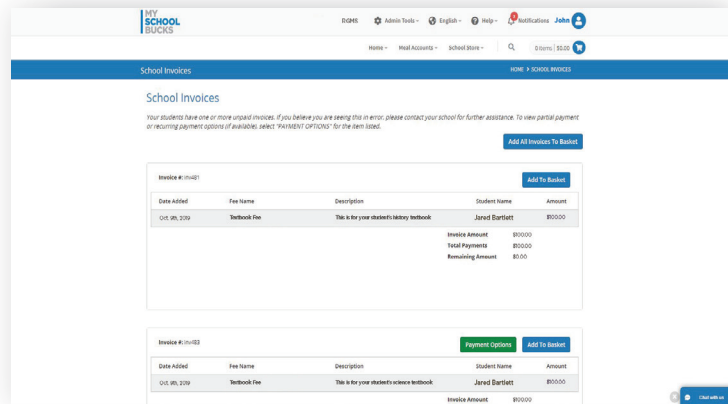 MY
SCHOOL
BUCKS
RGMS Admin Tools English Help 2 Notifications John
Home Meal Accounts School Store 0 items $0.00
School Invoices HOME > SCHOOL INVOICES
School Invoices
Your students have one or more unpaid invoices. If you believe you are seeing this in error, please contact your school for further assistance. To view partial payment
or recurring payment options (if available), select "PAYMENT OPTIONS" for the item listed.
Add All Invoices To Basket
Invoice #: inv481 Add To Basket
Date Added Fee Name Description Student Name Amount
Oct. 9th, 2019 Textbook Fee This is for your student's history textbook Jared Bartlett $100.00
Invoice Amount $100.00
Total Payments $100.00
Remaining Amount $0.00
Invoice #: inv483 Payment Options Add To Basket
Date Added Fee Name Description Student Name Amount
Oct. 9th, 2019 Textbook Fee This is for your student's science textbook Jared Bartlett $100.00
Invoice Amount $100.00
Chat with us